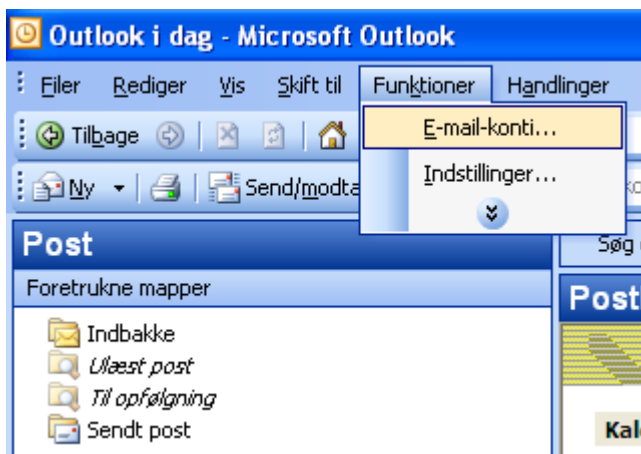 Outlook i dag - Microsoft Outlook
Filer Rediger Vis Skift til Funktioner Handlinger
Tilbage
E-mail-konti...
Ny Send/modta
Indstillinger...
Post
Søg
Foretrukne mapper
Post
Indbakke
Ulæst post
Til opfølgning
Sendt post
Kal